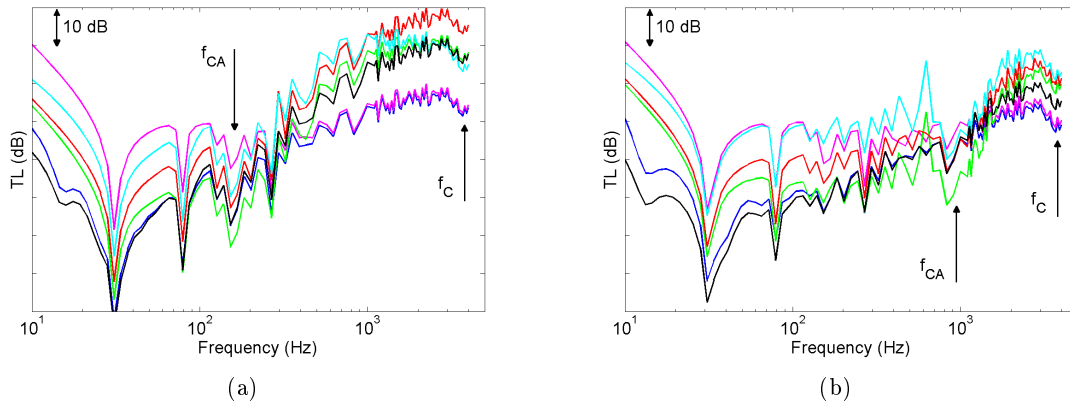 10 dB
f_CA
f_C
TL (dB)
10^1
10^2
10^3
Frequency (Hz)
(a)
10 dB
f_CA
f_C
TL (dB)
10^1
10^2
10^3
Frequency (Hz)
(b)